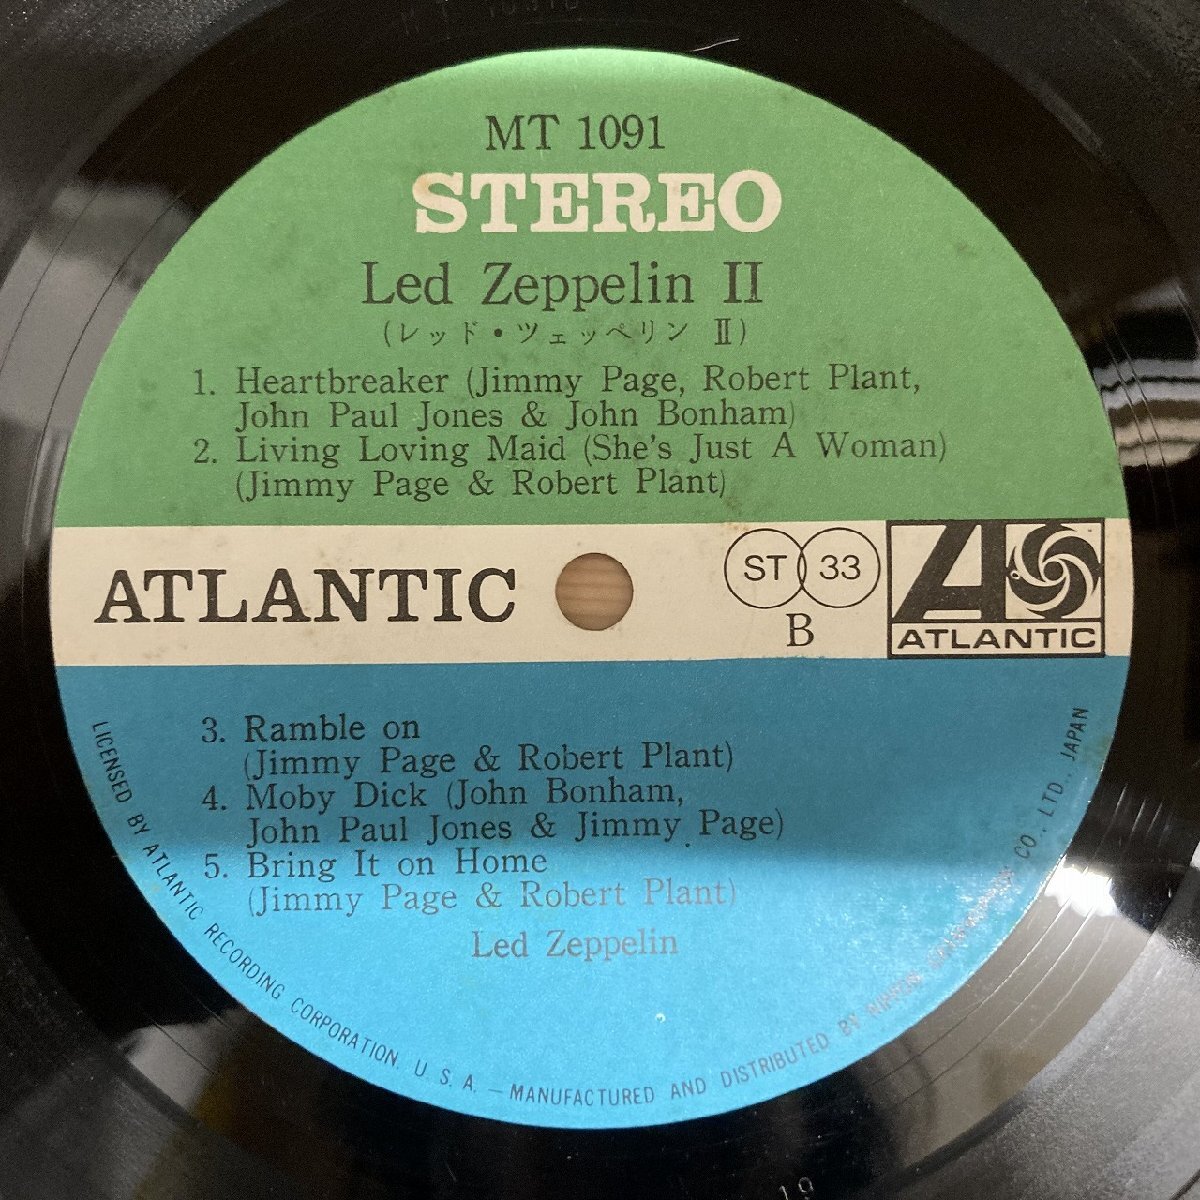 MT 1091
STEREO
Led Zeppelin II
(レッド・ツェッペリン Ⅱ)
1. Heartbreaker (Jimmy Page, Robert Plant,
John Paul Jones & John Bonham)
2. Living Loving Maid (She's Just A Woman)
(Jimmy Page & Robert Plant)
ATLANTIC
ST 33
B
ATLANTIC
3. Ramble on
(Jimmy Page & Robert Plant)
4. Moby Dick (John Bonham,
John Paul Jones & Jimmy Page)
5. Bring It on Home
(Jimmy Page & Robert Plant)
Led Zeppelin
LICENSED BY ATLANTIC RECORDING CORPORATION. U. S. A. — MANUFACTURED AND DISTRIBUTED BY NIHON GRAMMOPHON CO., LTD., JAPAN
19